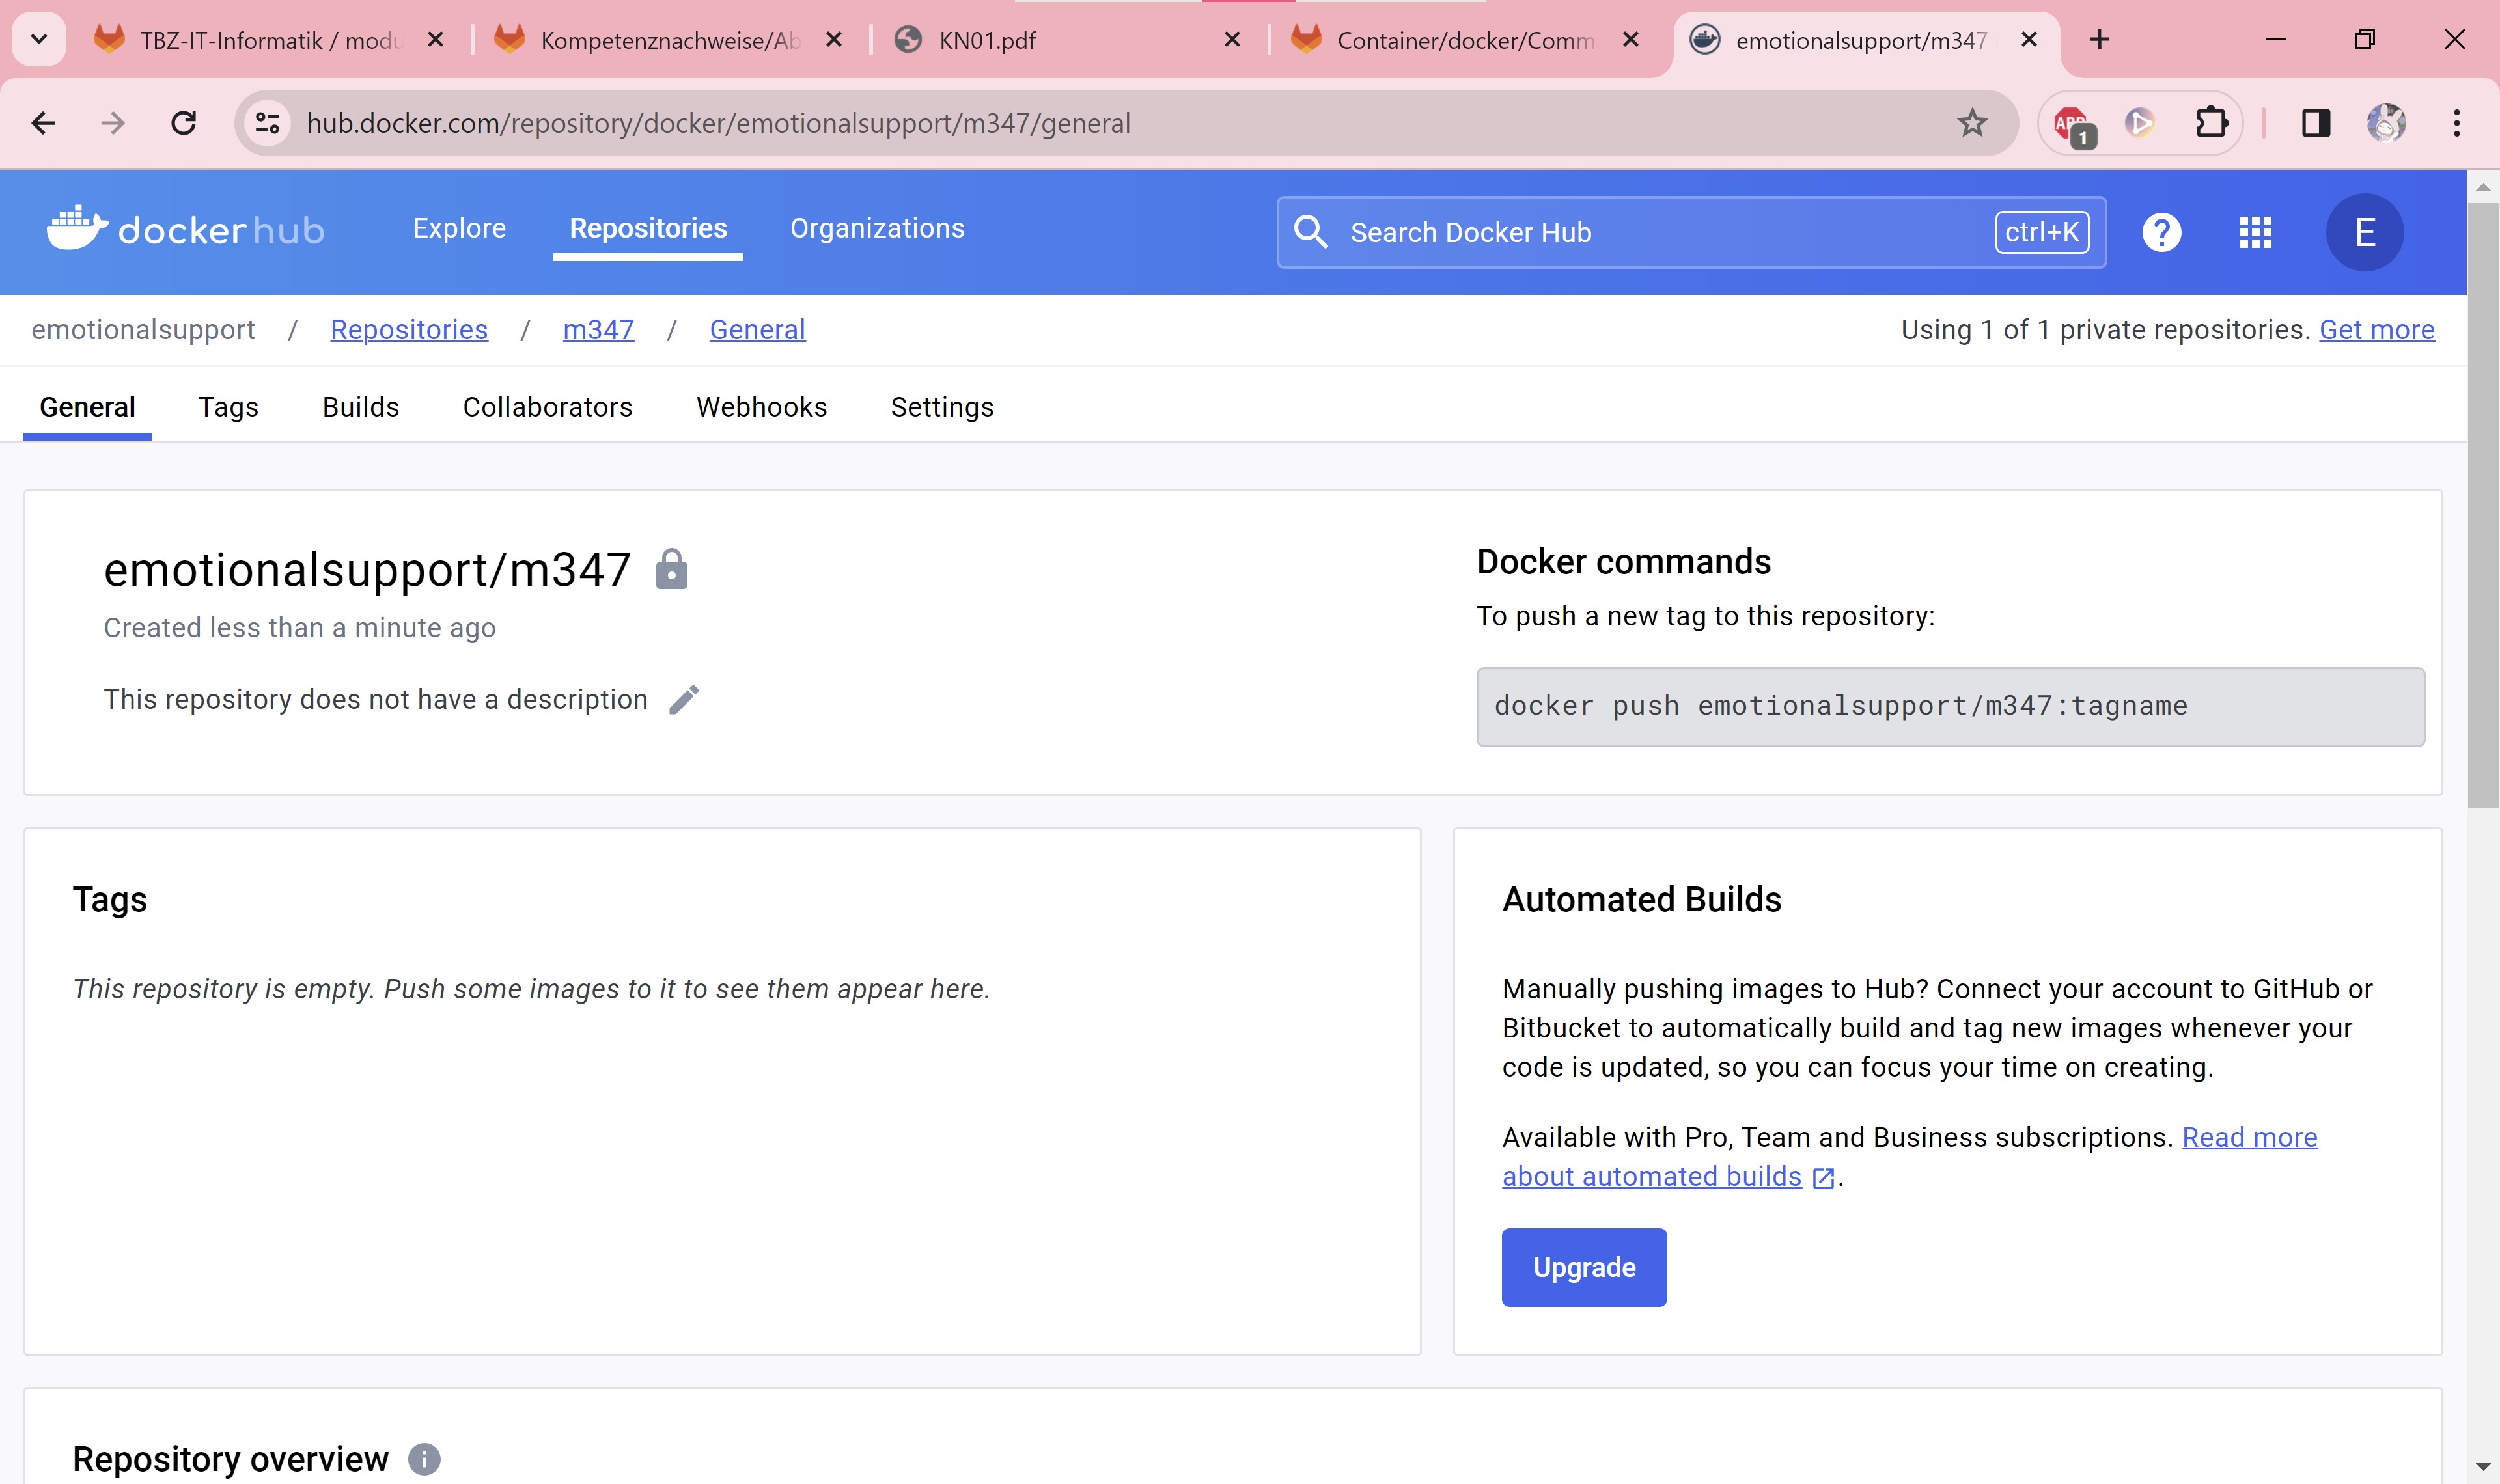 TBZ-IT-Informatik / modu
Kompetenznachweise/Ab
KN01.pdf
Container/docker/Comm
emotionalsupport/m347
hub.docker.com/repository/docker/emotionalsupport/m347/general
ABP
1
dockerhub
Explore
Repositories
Organizations
Search Docker Hub
ctrl+K
?
E
emotionalsupport / Repositories / m347 / General
Using 1 of 1 private repositories. Get more
General
Tags
Builds
Collaborators
Webhooks
Settings
emotionalsupport/m347
Created less than a minute ago
This repository does not have a description
Docker commands
To push a new tag to this repository:
docker push emotionalsupport/m347:tagname
Tags
This repository is empty. Push some images to it to see them appear here.
Automated Builds
Manually pushing images to Hub? Connect your account to GitHub or
Bitbucket to automatically build and tag new images whenever your
code is updated, so you can focus your time on creating.
Available with Pro, Team and Business subscriptions. Read more
about automated builds .
Upgrade
Repository overview
i